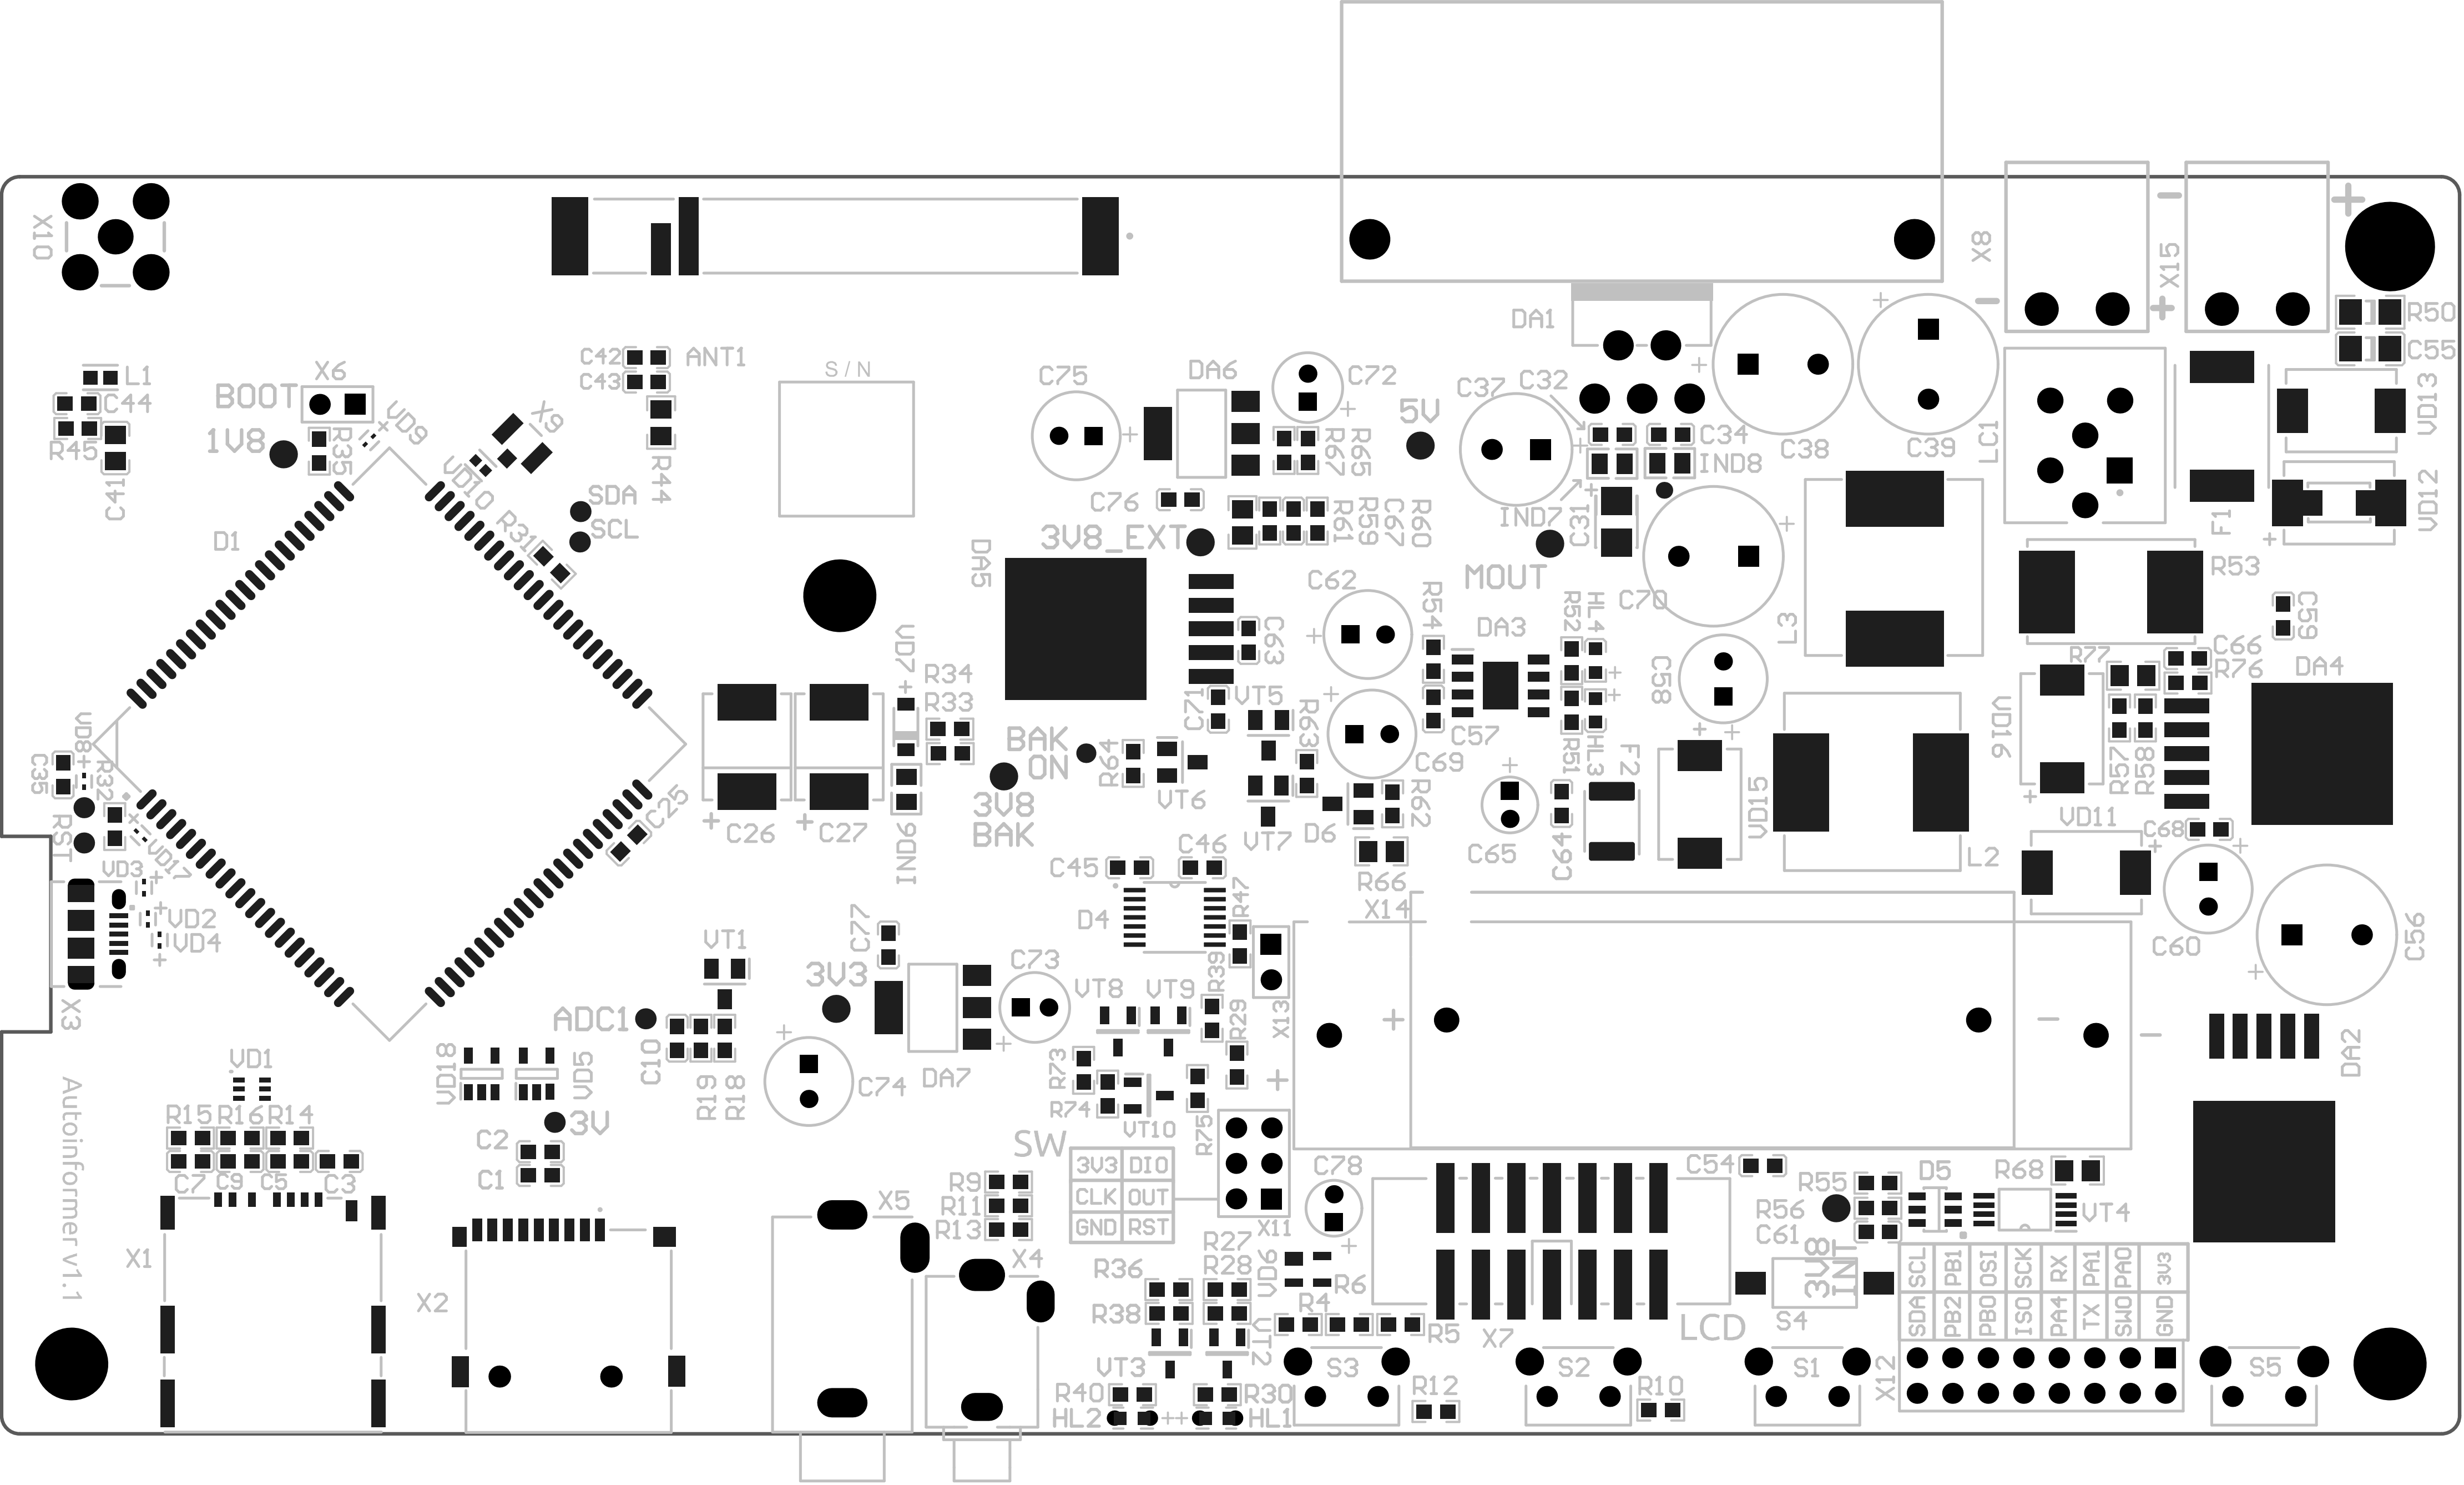 X10
X8
X15
-
+
-
+
R50
C55
DA1
C42
C43
ANT1
S/N
L1
C44
R45
C41
X6
BOOT
1V8
R35
VD9
X9
VD10
R31
R44
SDA
SCL
D1
C75
DA6
C72
C76
R67
R65
3V8_EXT
R61
R59
C67
R60
5V
C37
C32
C34
IND8
IND7
C31
MOUT
C38
C39
LC1
F1
VD13
VD12
C70
L3
R53
C59
DA5
C63
C62
R54
DA3
R52
HL4
C58
R77
C66
R76
DA4
VD7
R34
R33
C71
VT5
R63
C69
C57
R51
HL3
F2
VD16
R57
R58
VD8
C35
R32
RST
VD17
VD3
VD2
VD4
X3
C25
C26
C27
IND6
BAK
ON
3V8
BAK
R64
VT6
VT7
D6
R62
C65
C64
VD15
L2
VD11
C68
C60
C56
C45
C46
R66
X14
D4
R47
R39
X13
VT1
C77
3V3
C73
ADC1
C10
R19
R18
C74
DA7
VT8
VT9
R29
R73
R74
VT10
R75
DA2
+
-
-
+
VD1
R15
R16
R14
C7
C9
C5
C3
VD18
VD5
3V
C2
C1
Autoinformer v1.1
X1
X2
X5
X4
SW
3V3 DIO
CLK OUT
GND RST
R9
R11
R13
X11
C78
R27
R28
R36
R38
VD6
R6
R4
R5
VT2
VT3
R40
R30
HL2
HL1
++
X7
LCD
C54
R55
R56
C61
D5
R68
VT4
3V8
INT
S4
SCL PB1 OSI SCK RX PA1 PA0 3V3
SDA PB2 PB0 ISO PA4 TX SWO GND
X12
S3
R12
S2
R10
S1
S5